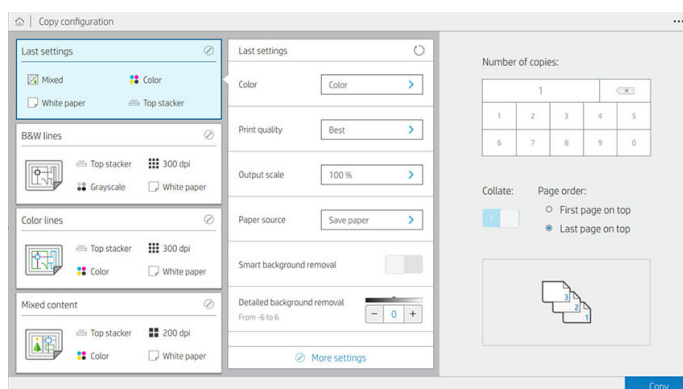 Copy configuration
Last settings
Mixed
Color
White paper
Top stacker
B&W lines
Top stacker
300 dpi
Grayscale
White paper
Color lines
Top stacker
300 dpi
Color
White paper
Mixed content
Top stacker
200 dpi
Color
White paper
Last settings
Color
Color
Print quality
Best
Output scale
100 %
Paper source
Save paper
Smart background removal
Detailed background removal
From -6 to 6
− 0 +
More settings
Number of copies:
1
1 2 3 4 5
6 7 8 9 0
Collate:
Page order:
First page on top
Last page on top
3
2
1
Copy